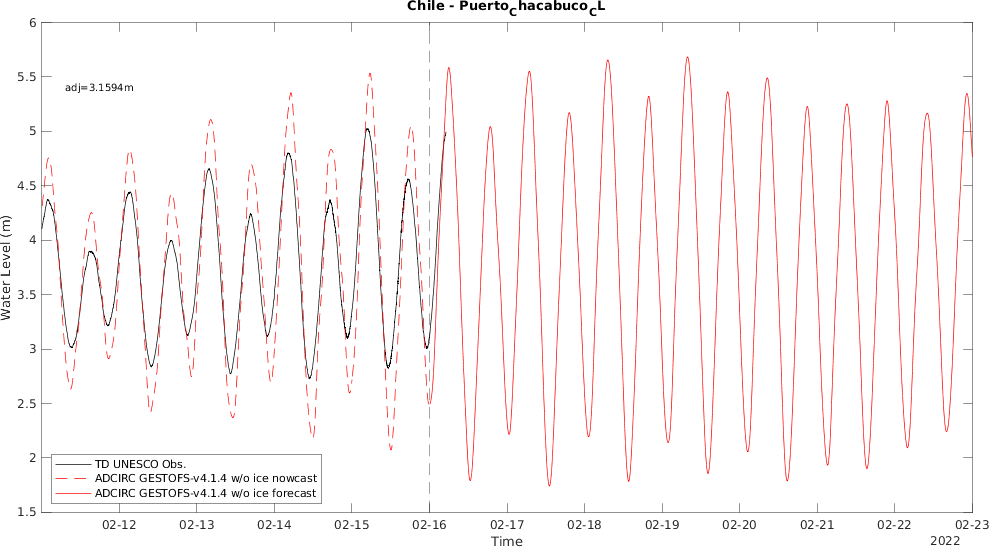 Chile - Puerto_Chacabuco_CL
6
5.5
5
4.5
4
3.5
3
2.5
2
1.5
Water Level (m)
adj=3.1594m
TD UNESCO Obs.
ADCIRC GESTOFS-v4.1.4 w/o ice nowcast
ADCIRC GESTOFS-v4.1.4 w/o ice forecast
02-12 02-13 02-14 02-15 02-16 02-17 02-18 02-19 02-20 02-21 02-22 02-23
Time
2022